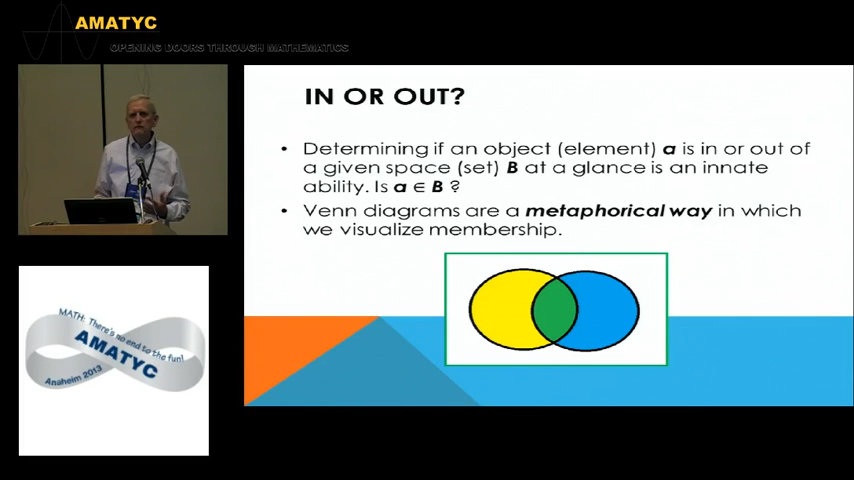 AMATYC
OPENING DOORS THROUGH MATHEMATICS
IN OR OUT?
• Determining if an object (element) a is in or out of
a given space (set) B at a glance is an innate
ability. Is a ∈ B ?
• Venn diagrams are a metaphorical way in which
we visualize membership.
MATH: There's no end to the fun!
AMATYC
Anaheim 2013